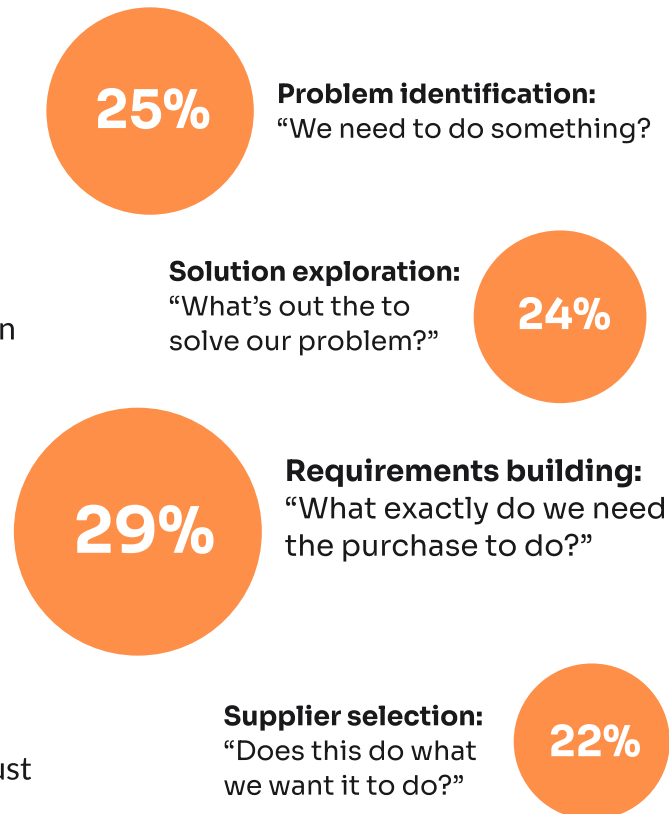 25%
Problem identification:
“We need to do something?
Solution exploration:
“What’s out the to
solve our problem?”
24%
n
29%
Requirements building:
“What exactly do we need
the purchase to do?”
Supplier selection:
“Does this do what
we want it to do?”
22%
ust